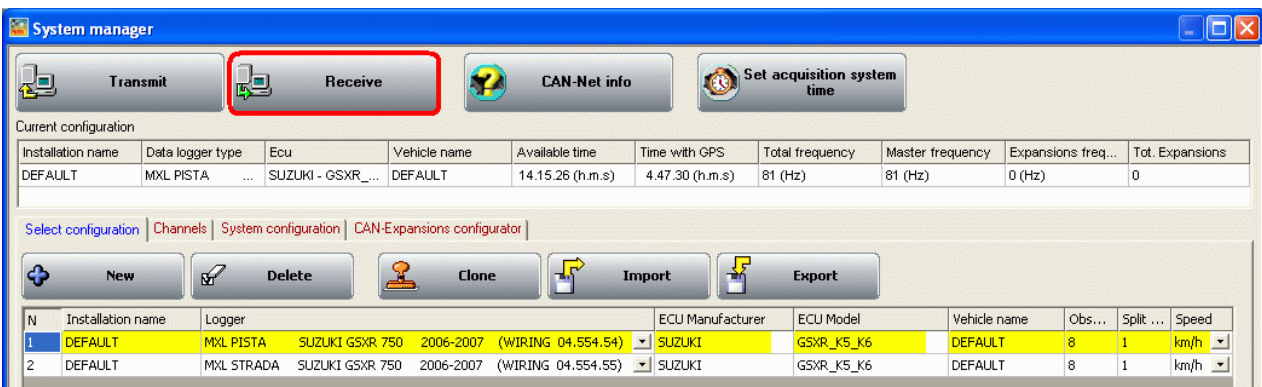 System manager
Transmit Receive CAN-Net info Set acquisition system time
Current configuration
Installation name Data logger type Ecu Vehicle name Available time Time with GPS Total frequency Master frequency Expansions freq... Tot. Expansions
DEFAULT MXL PISTA ... SUZUKI - GSXR_... DEFAULT 14.15.26 (h.m.s) 4.47.30 (h.m.s) 81 (Hz) 81 (Hz) 0 (Hz) 0
Select configuration Channels System configuration CAN-Expansions configurator
New Delete Clone Import Export
N Installation name Logger ECU Manufacturer ECU Model Vehicle name Obs... Split ... Speed
1 DEFAULT MXL PISTA SUZUKI GSXR 750 2006-2007 (WIRING 04.554.54) SUZUKI GSXR_K5_K6 DEFAULT 8 1 km/h
2 DEFAULT MXL STRADA SUZUKI GSXR 750 2006-2007 (WIRING 04.554.55) SUZUKI GSXR_K5_K6 DEFAULT 8 1 km/h